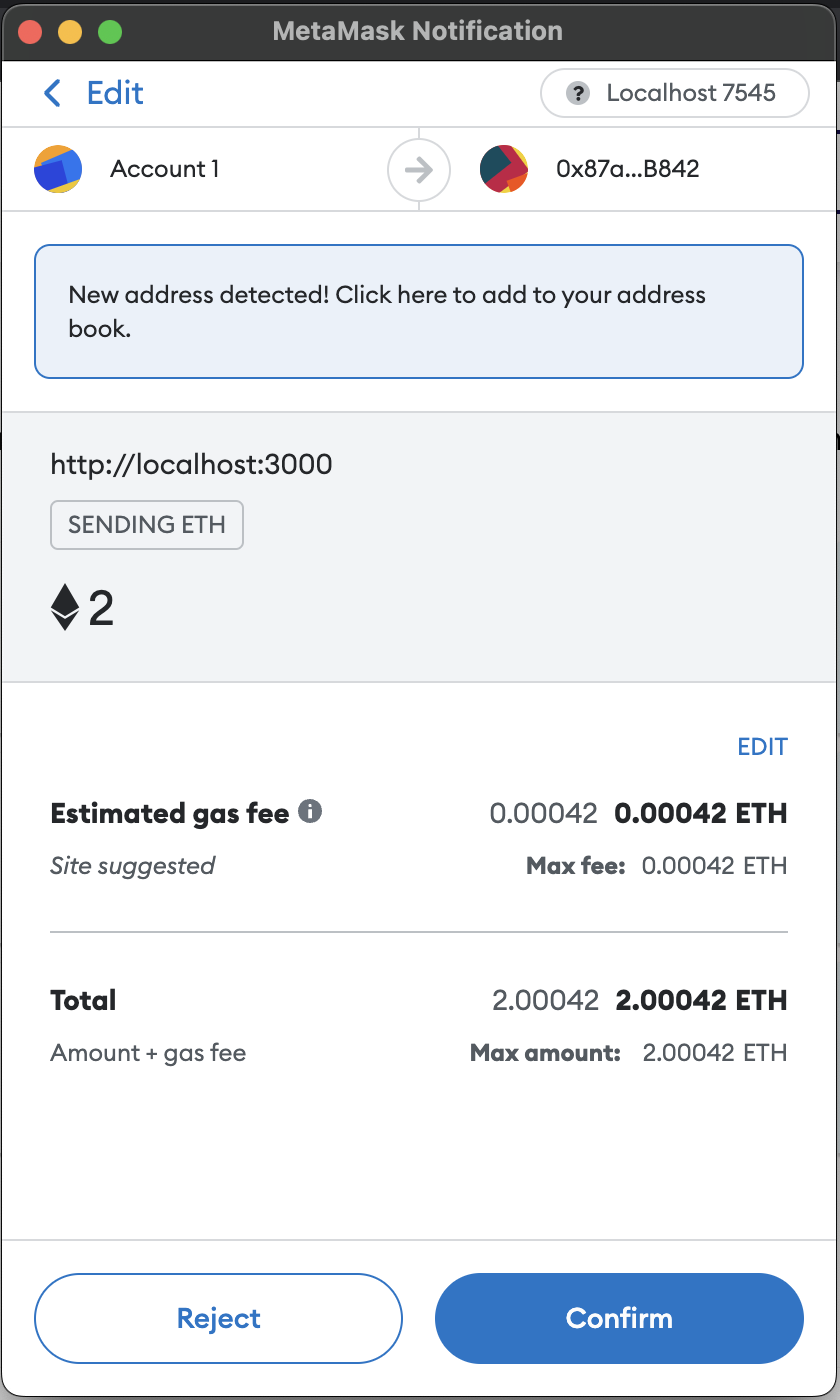 MetaMask Notification
Edit
? Localhost 7545
Account 1
0x87a...B842
New address detected! Click here to add to your address
book.
http://localhost:3000
SENDING ETH
2
EDIT
Estimated gas fee i 0.00042 0.00042 ETH
Site suggested Max fee: 0.00042 ETH
Total 2.00042 2.00042 ETH
Amount + gas fee Max amount: 2.00042 ETH
Reject
Confirm